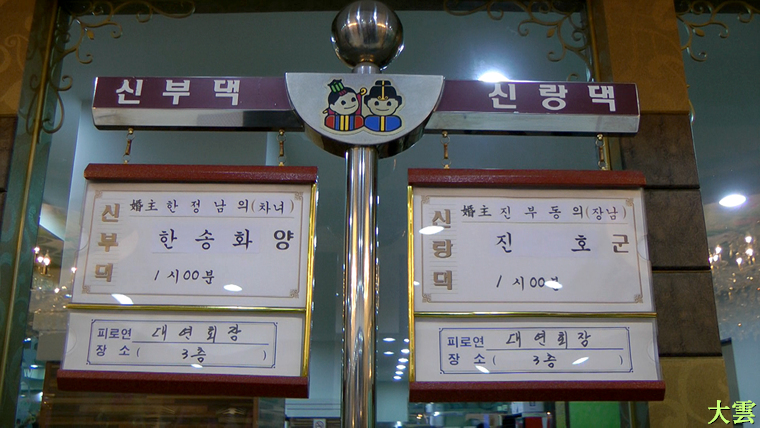 신부댁
신랑댁
신부댁
婚主 한정남의(차녀)
한송화양
1시00분
피로연 대연회장
장소( 3층 )
신랑댁
婚主 진부동의(장남)
진호군
1시00분
피로연 대연회장
장소( 3층 )
大雲